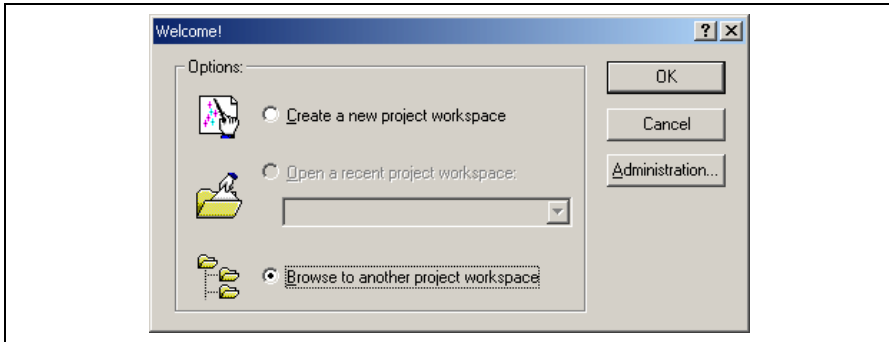 Welcome!
Options:
Create a new project workspace
Open a recent project workspace:
Browse to another project workspace
OK
Cancel
Administration...